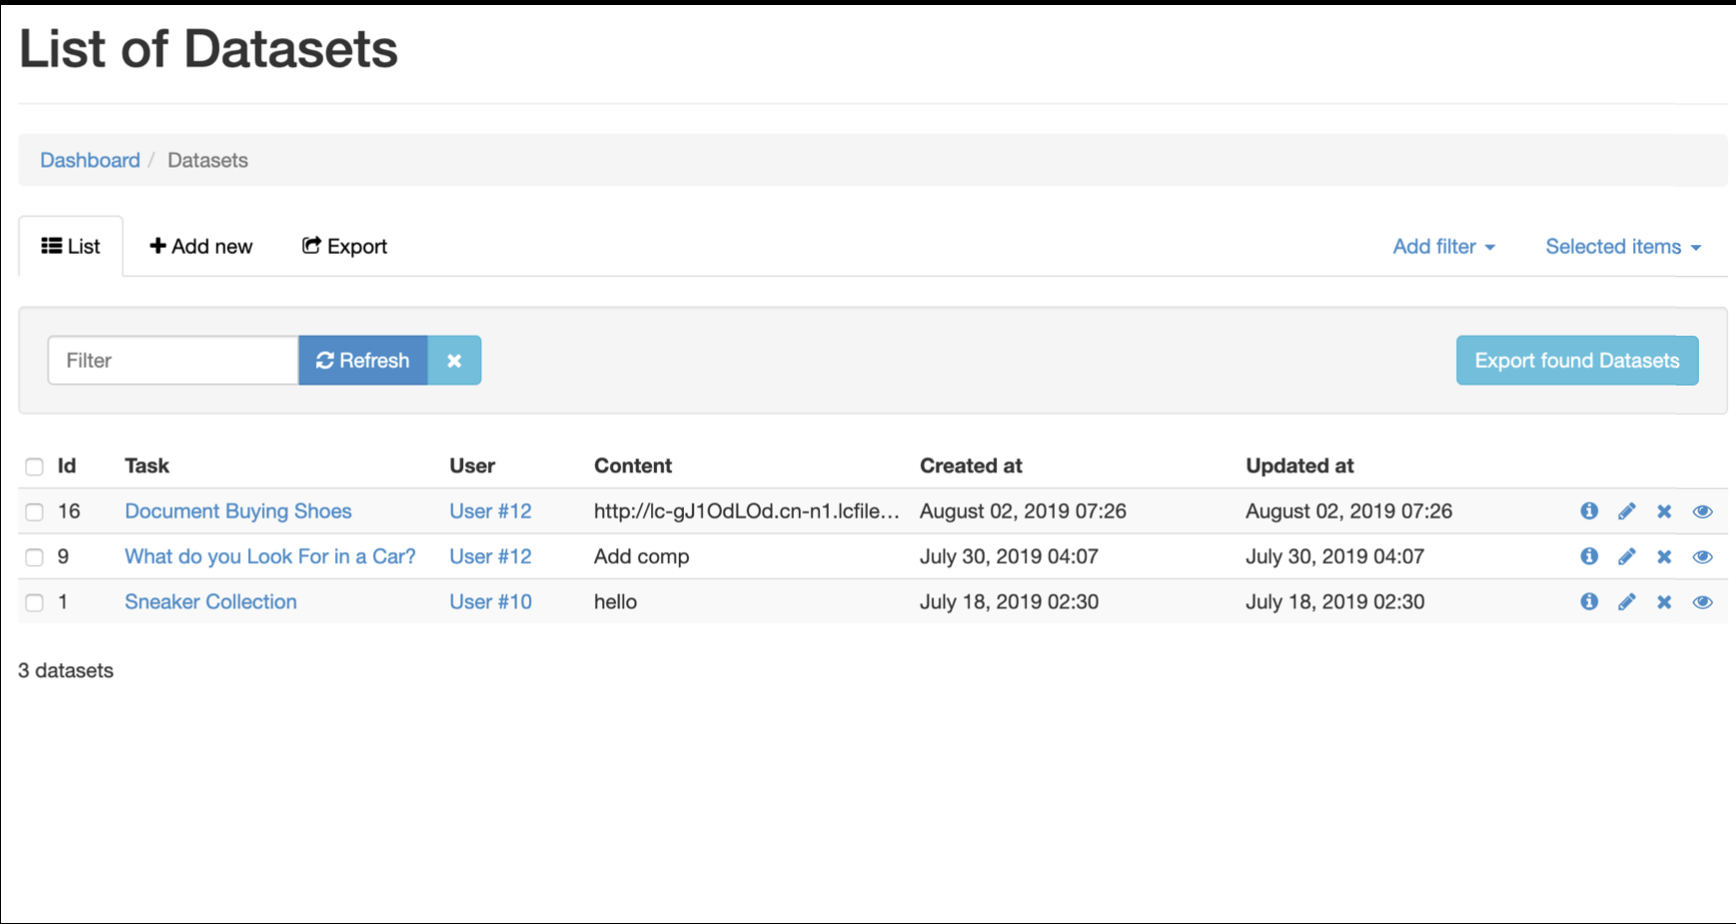 List of Datasets
Dashboard / Datasets
List Add new Export Add filter Selected items
Filter Refresh Export found Datasets
Id Task User Content Created at Updated at
16 Document Buying Shoes User #12 http://lc-gJ1OdLOd.cn-n1.lcfile... August 02, 2019 07:26 August 02, 2019 07:26
9 What do you Look For in a Car? User #12 Add comp July 30, 2019 04:07 July 30, 2019 04:07
1 Sneaker Collection User #10 hello July 18, 2019 02:30 July 18, 2019 02:30
3 datasets